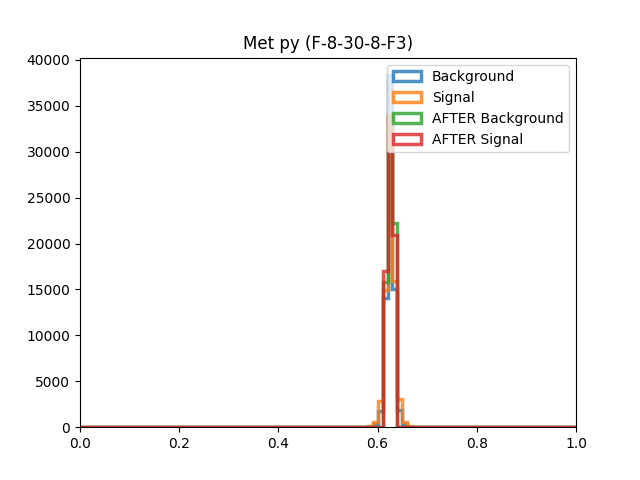 Met py (F-8-30-8-F3)
40000
35000
30000
25000
20000
15000
10000
5000
0
Background
Signal
AFTER Background
AFTER Signal
0.0 0.2 0.4 0.6 0.8 1.0